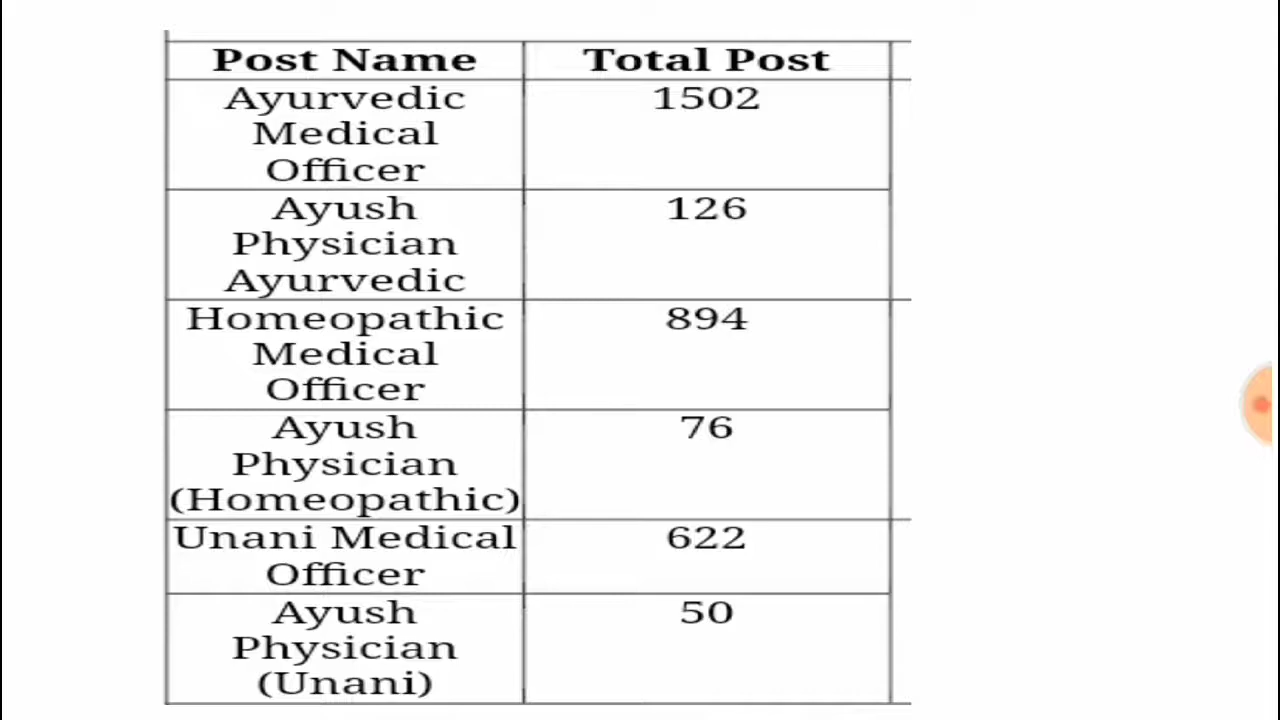 Post Name Total Post
Ayurvedic 1502
Medical
Officer
Ayush 126
Physician
Ayurvedic
Homeopathic 894
Medical
Officer
Ayush 76
Physician
(Homeopathic)
Unani Medical 622
Officer
Ayush 50
Physician
(Unani)